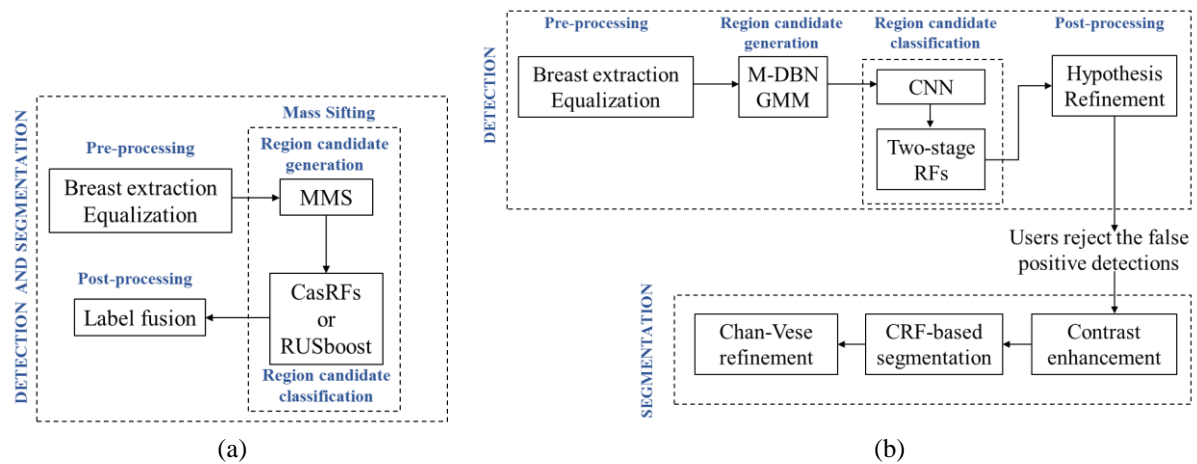 DETECTION AND SEGMENTATION
Mass Sifting
Pre-processing
Region candidate
generation
Breast extraction
Equalization
MMS
Post-processing
Label fusion
CasRFs
or
RUSboost
Region candidate
classification
(a)
DETECTION
Pre-processing
Region candidate
generation
Region candidate
classification
Post-processing
Breast extraction
Equalization
M-DBN
GMM
CNN
Two-stage
RFs
Hypothesis
Refinement
Users reject the false
positive detections
SEGMENTATION
Chan-Vese
refinement
CRF-based
segmentation
Contrast
enhancement
(b)